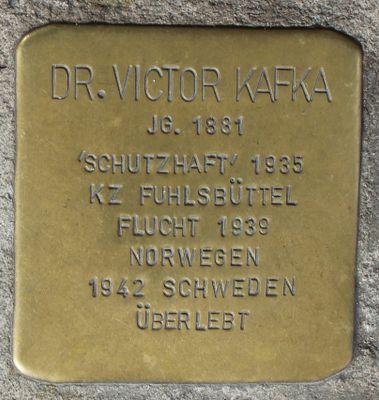 DR. VICTOR KAFKA
JG. 1881
'SCHUTZHAFT' 1935
KZ FUHLSBÜTTEL
FLUCHT 1939
NORWEGEN
1942 SCHWEDEN
ÜBERLEBT